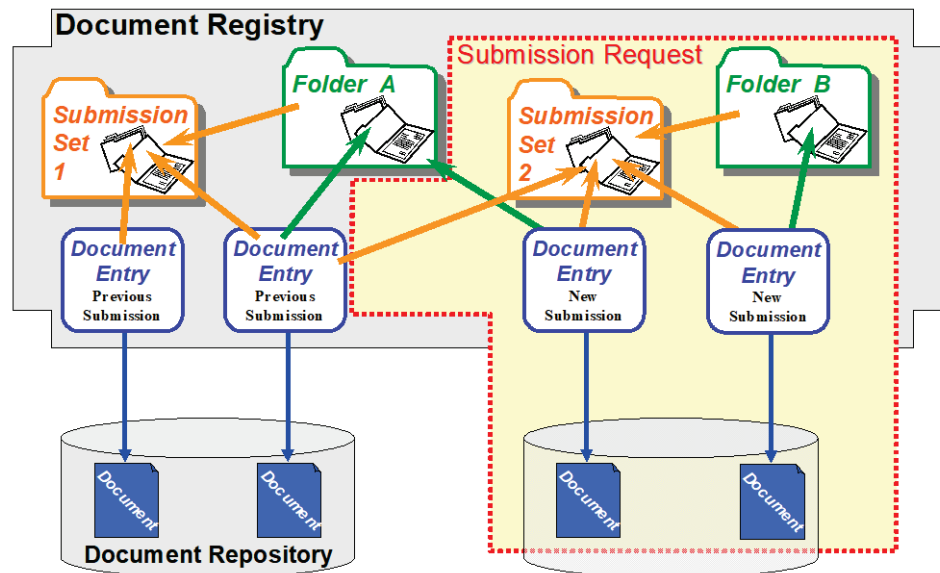 Document Registry
Submission Request
Submission
Set
1
Folder A
Submission
Set
2
Folder B
Document
Entry
Previous
Submission
Document
Entry
Previous
Submission
Document
Entry
New
Submission
Document
Entry
New
Submission
Document
Document
Document
Document
Document Repository